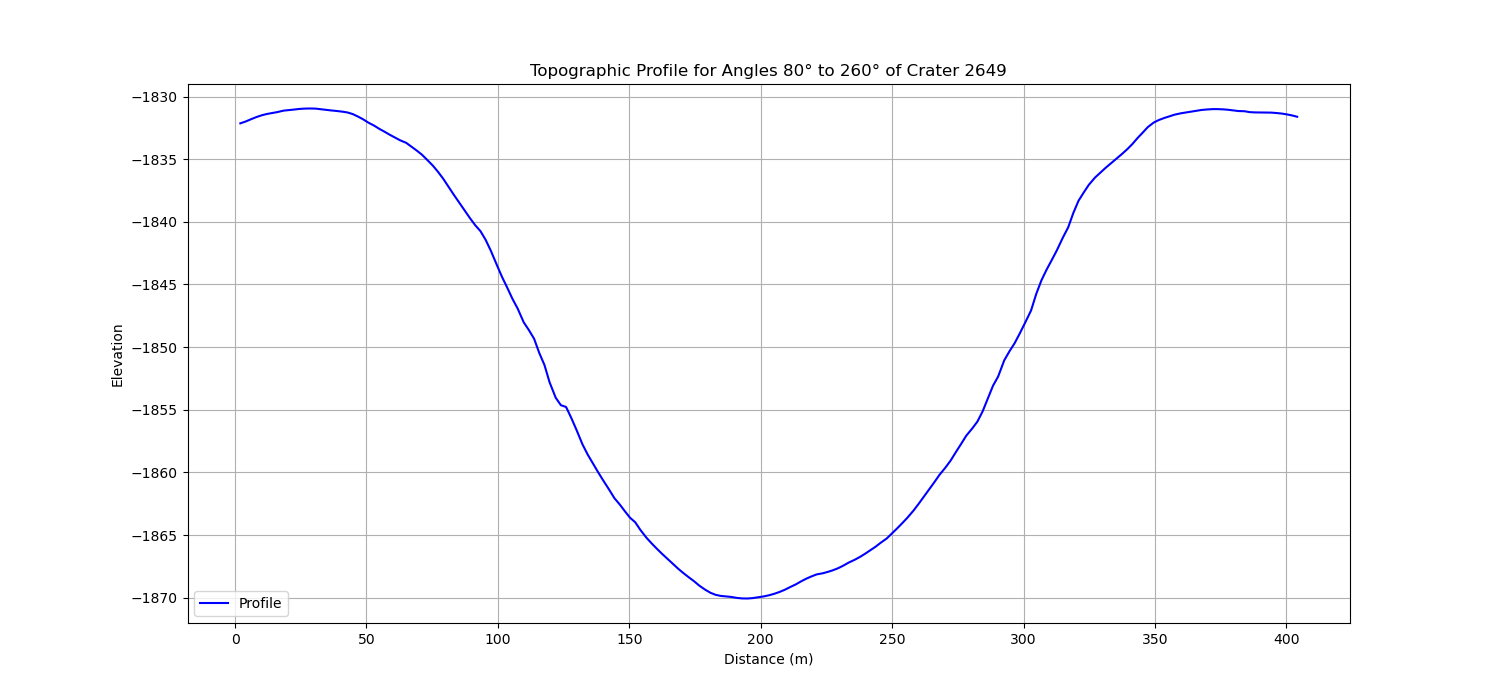 Topographic Profile for Angles 80° to 260° of Crater 2649
Elevation
−1830
−1835
−1840
−1845
−1850
−1855
−1860
−1865
−1870
Profile
0 50 100 150 200 250 300 350 400
Distance (m)